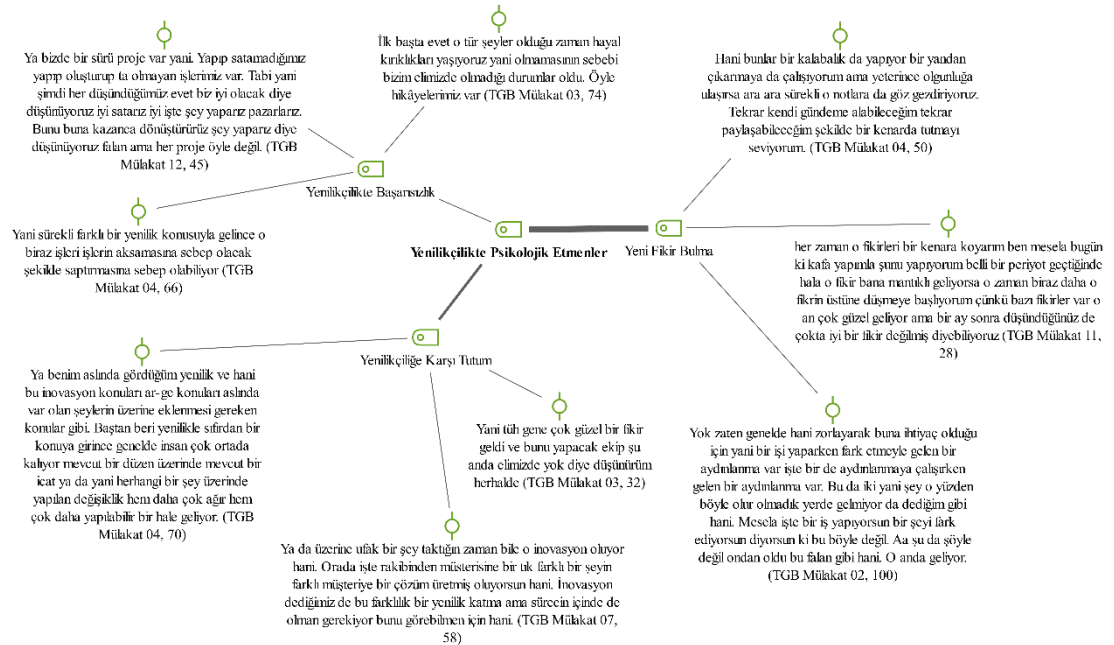 Ya bizde bir sürü proje var yani. Yapıp satamadığımız
yapıp oluşturup ta olmayan işlerimiz var. Tabi yani
şimdi her düşündüğümüz evet biz iyi olacak diye
düşünüyoruz iyi satarız iyi işte şey yaparız pazarlarız.
Bunu buna kazanca dönüştürürüz şey yaparız diye
düşünüyoruz falan ama her proje öyle değil. (TGB
Mülakat 12, 45)
İlk başta evet o tür şeyler olduğu zaman hayal
kırıklıkları yaşıyoruz yani olmamasının sebebi
bizim elimizde olmadığı durumlar oldu. Öyle
hikâyelerimiz var (TGB Mülakat 03, 74)
Hani bunlar bir kalabalık da yapıyor bir yandan
çıkarmaya da çalışıyorum ama yeterince olgunluğa
ulaşırsa ara ara sürekli o notlara da göz gezdiriyoruz.
Tekrar kendi gündeme alabileceğim tekrar
paylaşabileceğim şekilde bir kenarda tutmayı
seviyorum. (TGB Mülakat 04, 50)
Yenilikçilikte Başarısızlık
Yani sürekli farklı bir yenilik konusuyla gelince o
biraz işleri işlerin aksamasına sebep olacak
şekilde saptırmasına sebep olabiliyor (TGB
Mülakat 04, 66)
Yenilikçilikte Psikolojik Etmenler
Yeni Fikir Bulma
her zaman o fikirleri bir kenara koyarım ben mesela bugün
ki kafa yapımla şunu yapıyorum belli bir periyot geçtiğinde
hala o fikir bana mantıklı geliyorsa o zaman biraz daha o
fikrin üstüne düşmeye başlıyorum çünkü bazı fikirler var o
an çok güzel geliyor ama bir ay sonra düşündüğünüz de
çokta iyi bir fikir değilmiş diyebiliyoruz (TGB Mülakat 11,
28)
Yenilikçiliğe Karşı Tutum
Ya benim aslında gördüğüm yenilik ve hani
bu inovasyon konuları ar-ge konuları aslında
var olan şeylerin üzerine eklenmesi gereken
konular gibi. Baştan beri yenilikle sıfırdan bir
konuya girince genelde insan çok ortada
kalıyor mevcut bir düzen üzerinde mevcut bir
icat ya da yani herhangi bir şey üzerinde
yapılan değişiklik hem daha çok ağır hem
çok daha yapılabilir bir hale geliyor. (TGB
Mülakat 04, 70)
Yani tüh gene çok güzel bir fikir
geldi ve bunu yapacak ekip şu
anda elimizde yok diye düşünürüm
herhalde (TGB Mülakat 03, 32)
Yok zaten genelde hani zorlayarak buna ihtiyaç olduğu
için yani bir işi yaparken fark etmeyle gelen bir
aydınlanma var işte bir de aydınlanmaya çalışırken
gelen bir aydınlanma var. Bu da iki yani şey o yüzden
böyle olur olmadık yerde gelmiyor da dediğim gibi
hani. Mesela işte bir iş yapıyorsun bir şeyi fark
ediyorsun diyorsun ki bu böyle değil. Aa şu da şöyle
değil ondan oldu bu falan gibi hani. O anda geliyor.
(TGB Mülakat 02, 100)
Ya da üzerine ufak bir şey taktığın zaman bile o inovasyon oluyor
hani. Orada işte rakibinden müşterisine bir tık farklı bir şeyin
farklı müşteriye bir çözüm üretmiş oluyorsun hani. İnovasyon
dediğimiz de bu farklılık bir yenilik katma ama sürecin içinde de
olman gerekiyor bunu görebilmen için hani. (TGB Mülakat 07,
58)